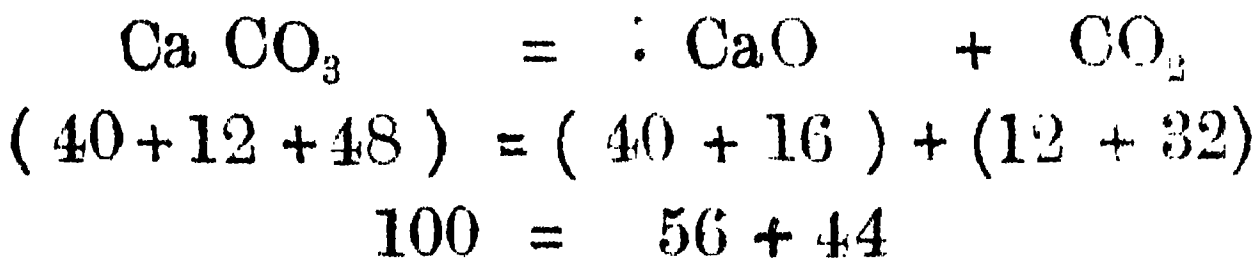 Ca CO₃ = : CaO + CO₂
( 40+12 +48 ) = ( 40 + 16 ) + (12 + 32)
100 = 56 + 44